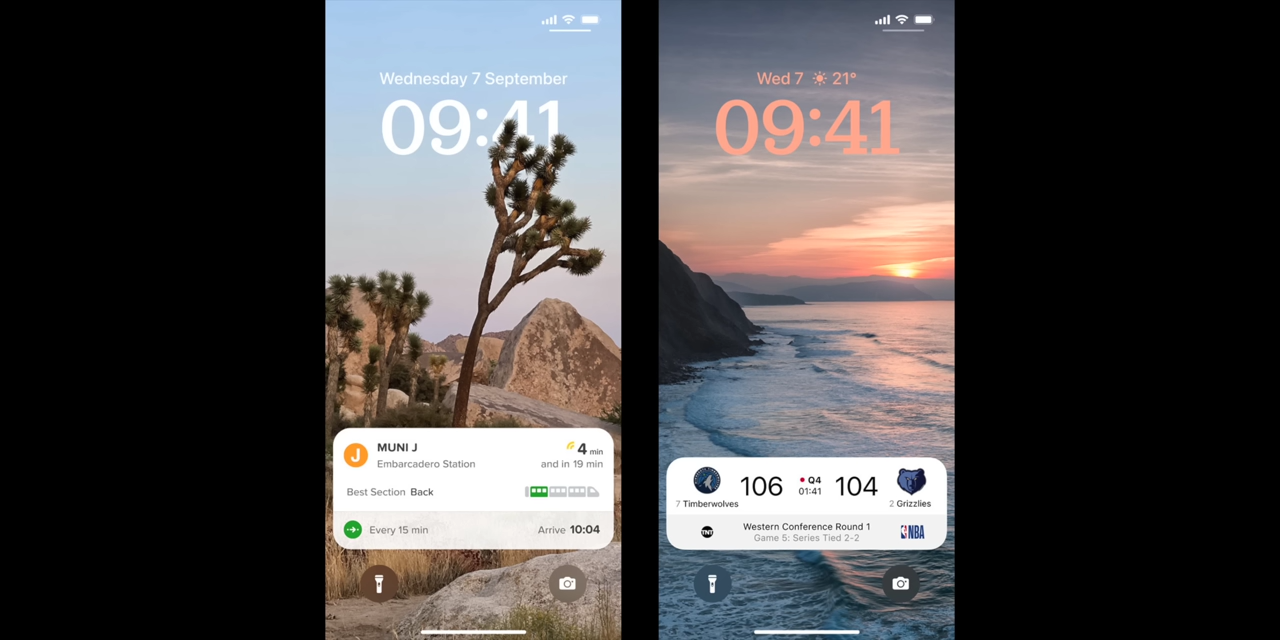 Wednesday 7 September
09:41
J
MUNI J
4 min
Embarcadero Station
and in 19 min
Best Section Back
Every 15 min
Arrive 10:04
Wed 7 21°
09:41
106
Q4
01:41
104
7 Timberwolves
2 Grizzlies
TNT
Western Conference Round 1
Game 5: Series Tied 2-2
NBA